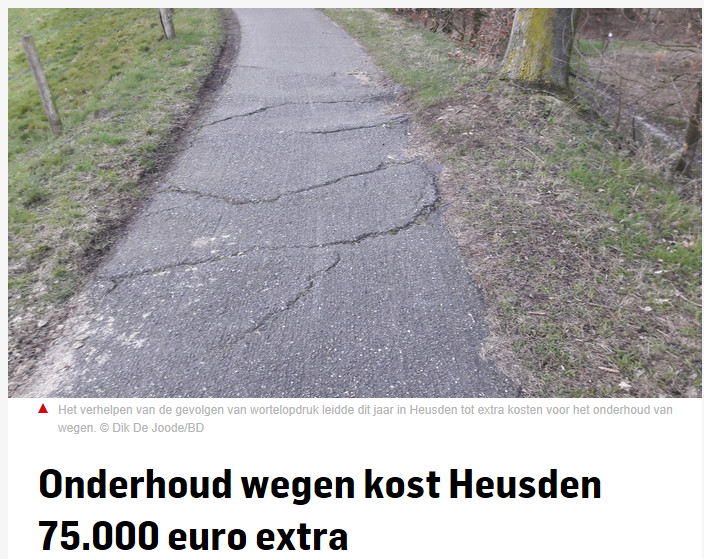 Het verhelpen van de gevolgen van wortelopdruk leidde dit jaar in Heusden tot extra kosten voor het onderhoud van
wegen. © Dik De Joode/BD
Onderhoud wegen kost Heusden
75.000 euro extra